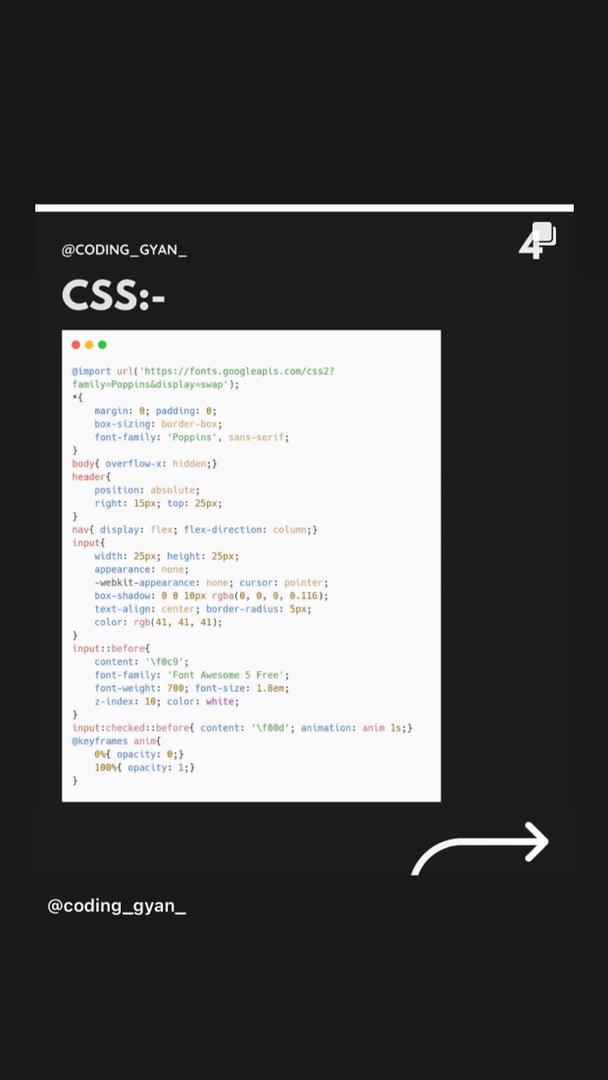 @CODING_GYAN_
4
CSS:-
@import url('https://fonts.googleapis.com/css2?
family=Poppins&display=swap');
*{
    margin: 0; padding: 0;
    box-sizing: border-box;
    font-family: 'Poppins', sans-serif;
}
body{ overflow-x: hidden;}
header{
    position: absolute;
    right: 15px; top: 25px;
}
nav{ display: flex; flex-direction: column;}
input{
    width: 25px; height: 25px;
    appearance: none;
    -webkit-appearance: none; cursor: pointer;
    box-shadow: 0 0 10px rgba(0, 0, 0, 0.116);
    text-align: center; border-radius: 5px;
    color: rgb(41, 41, 41);
}
input::before{
    content: '\f0c9';
    font-family: 'Font Awesome 5 Free';
    font-weight: 700; font-size: 1.8em;
    z-index: 10; color: white;
}
input:checked::before{ content: '\f00d'; animation: anim 1s;}
@keyframes anim{
    0%{ opacity: 0;}
    100%{ opacity: 1;}
}
@coding_gyan_